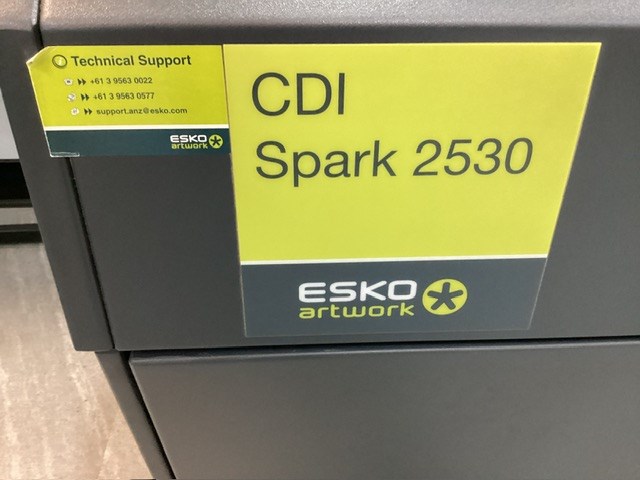 Technical Support
+61 3 9563 0022
+61 3 9563 0577
support.anz@esko.com
ESKO
artwork
CDI
Spark 2530
ESKO
artwork